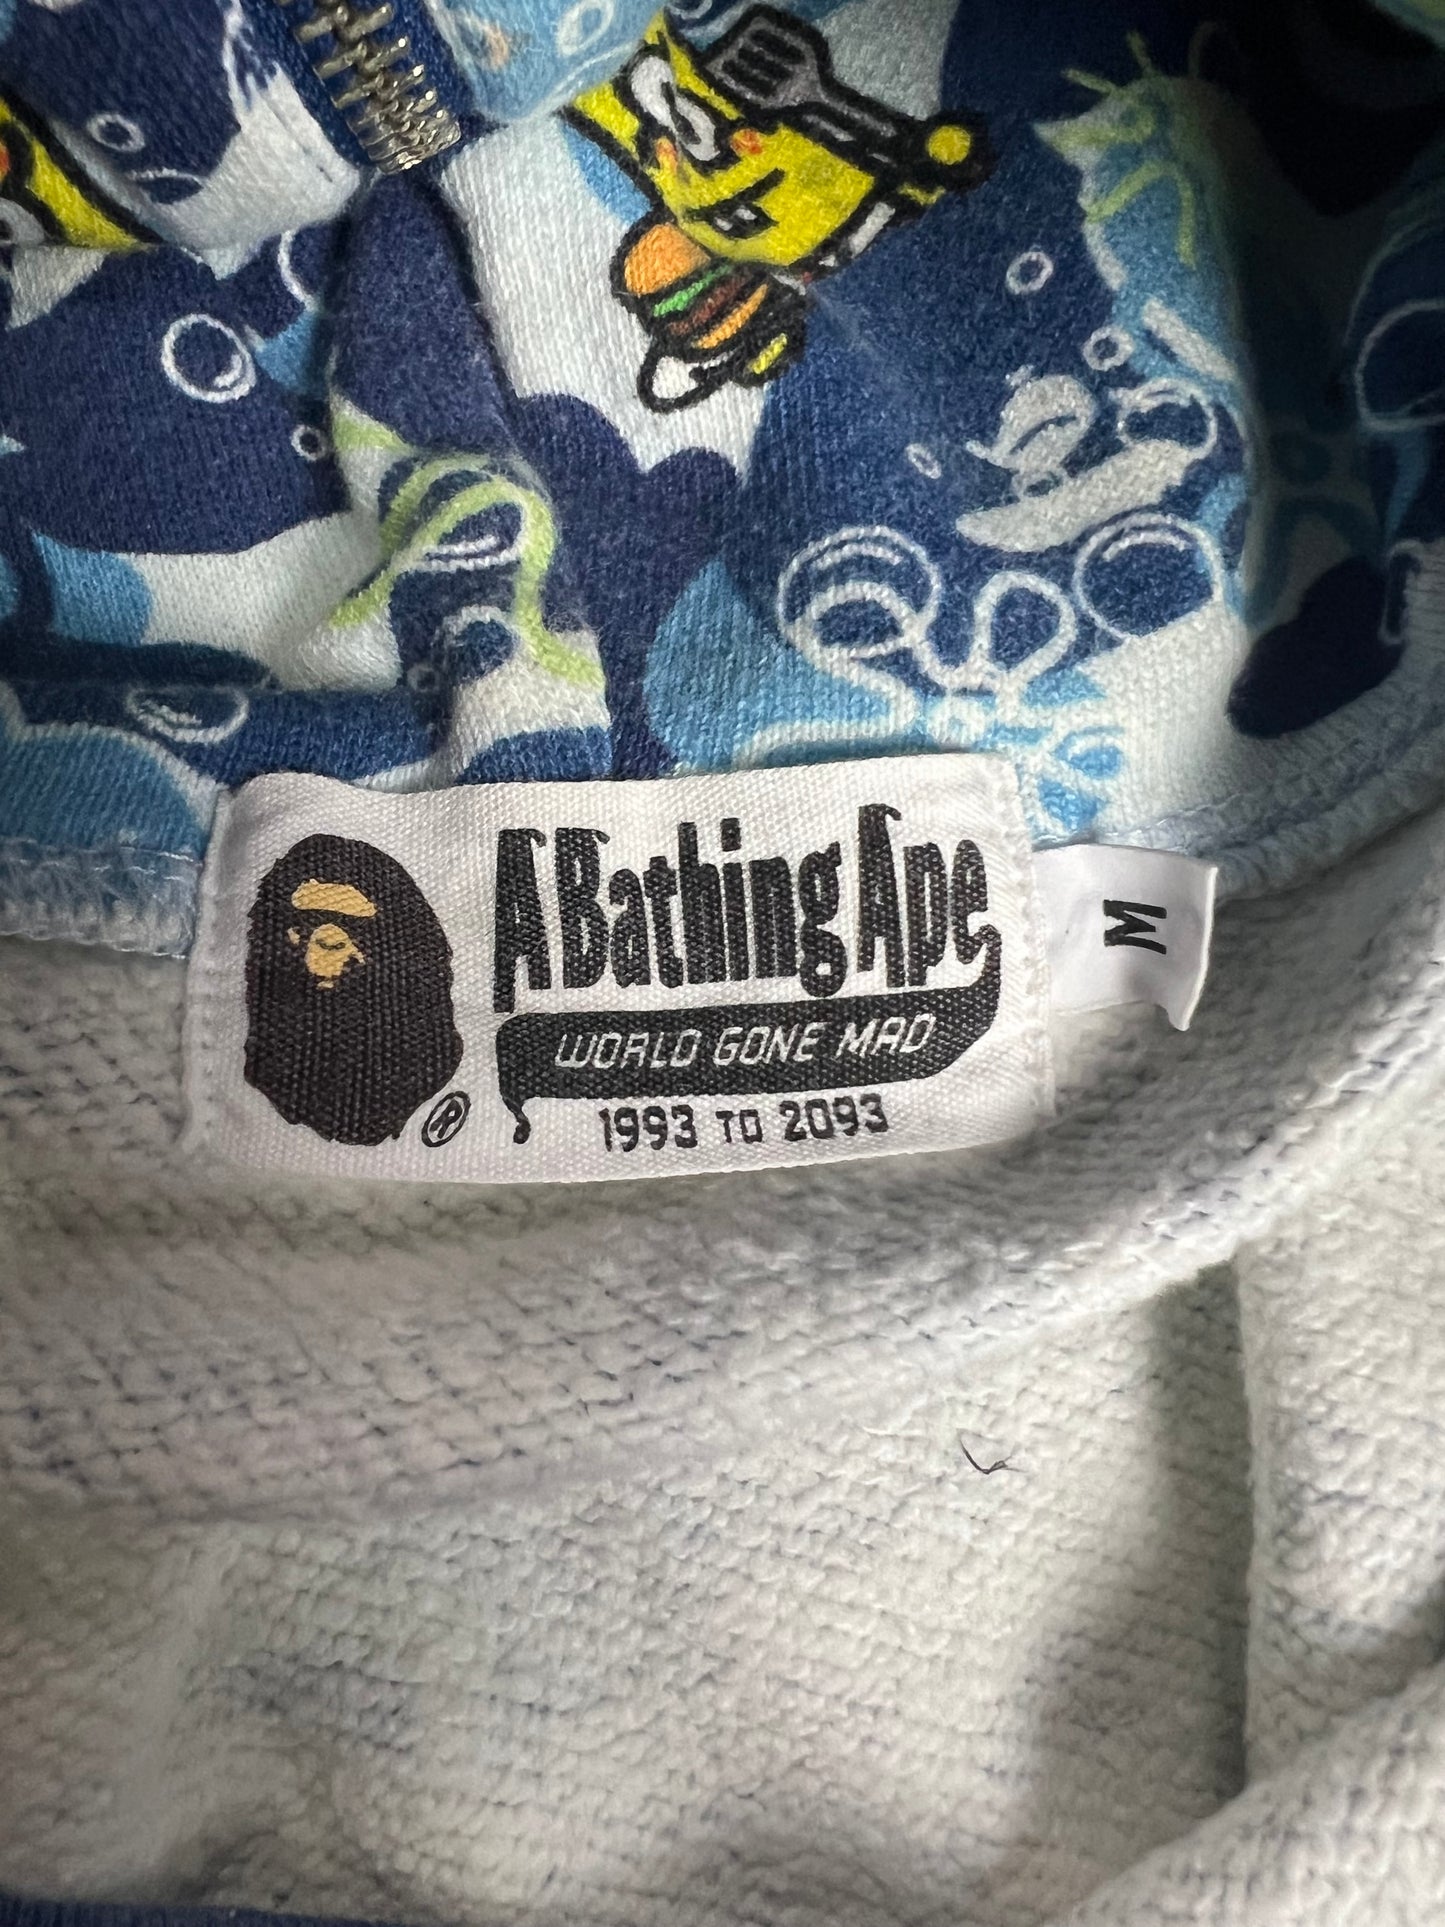 A Bathing Ape
WORLD GONE MAD
1993 TO 2093
®
M